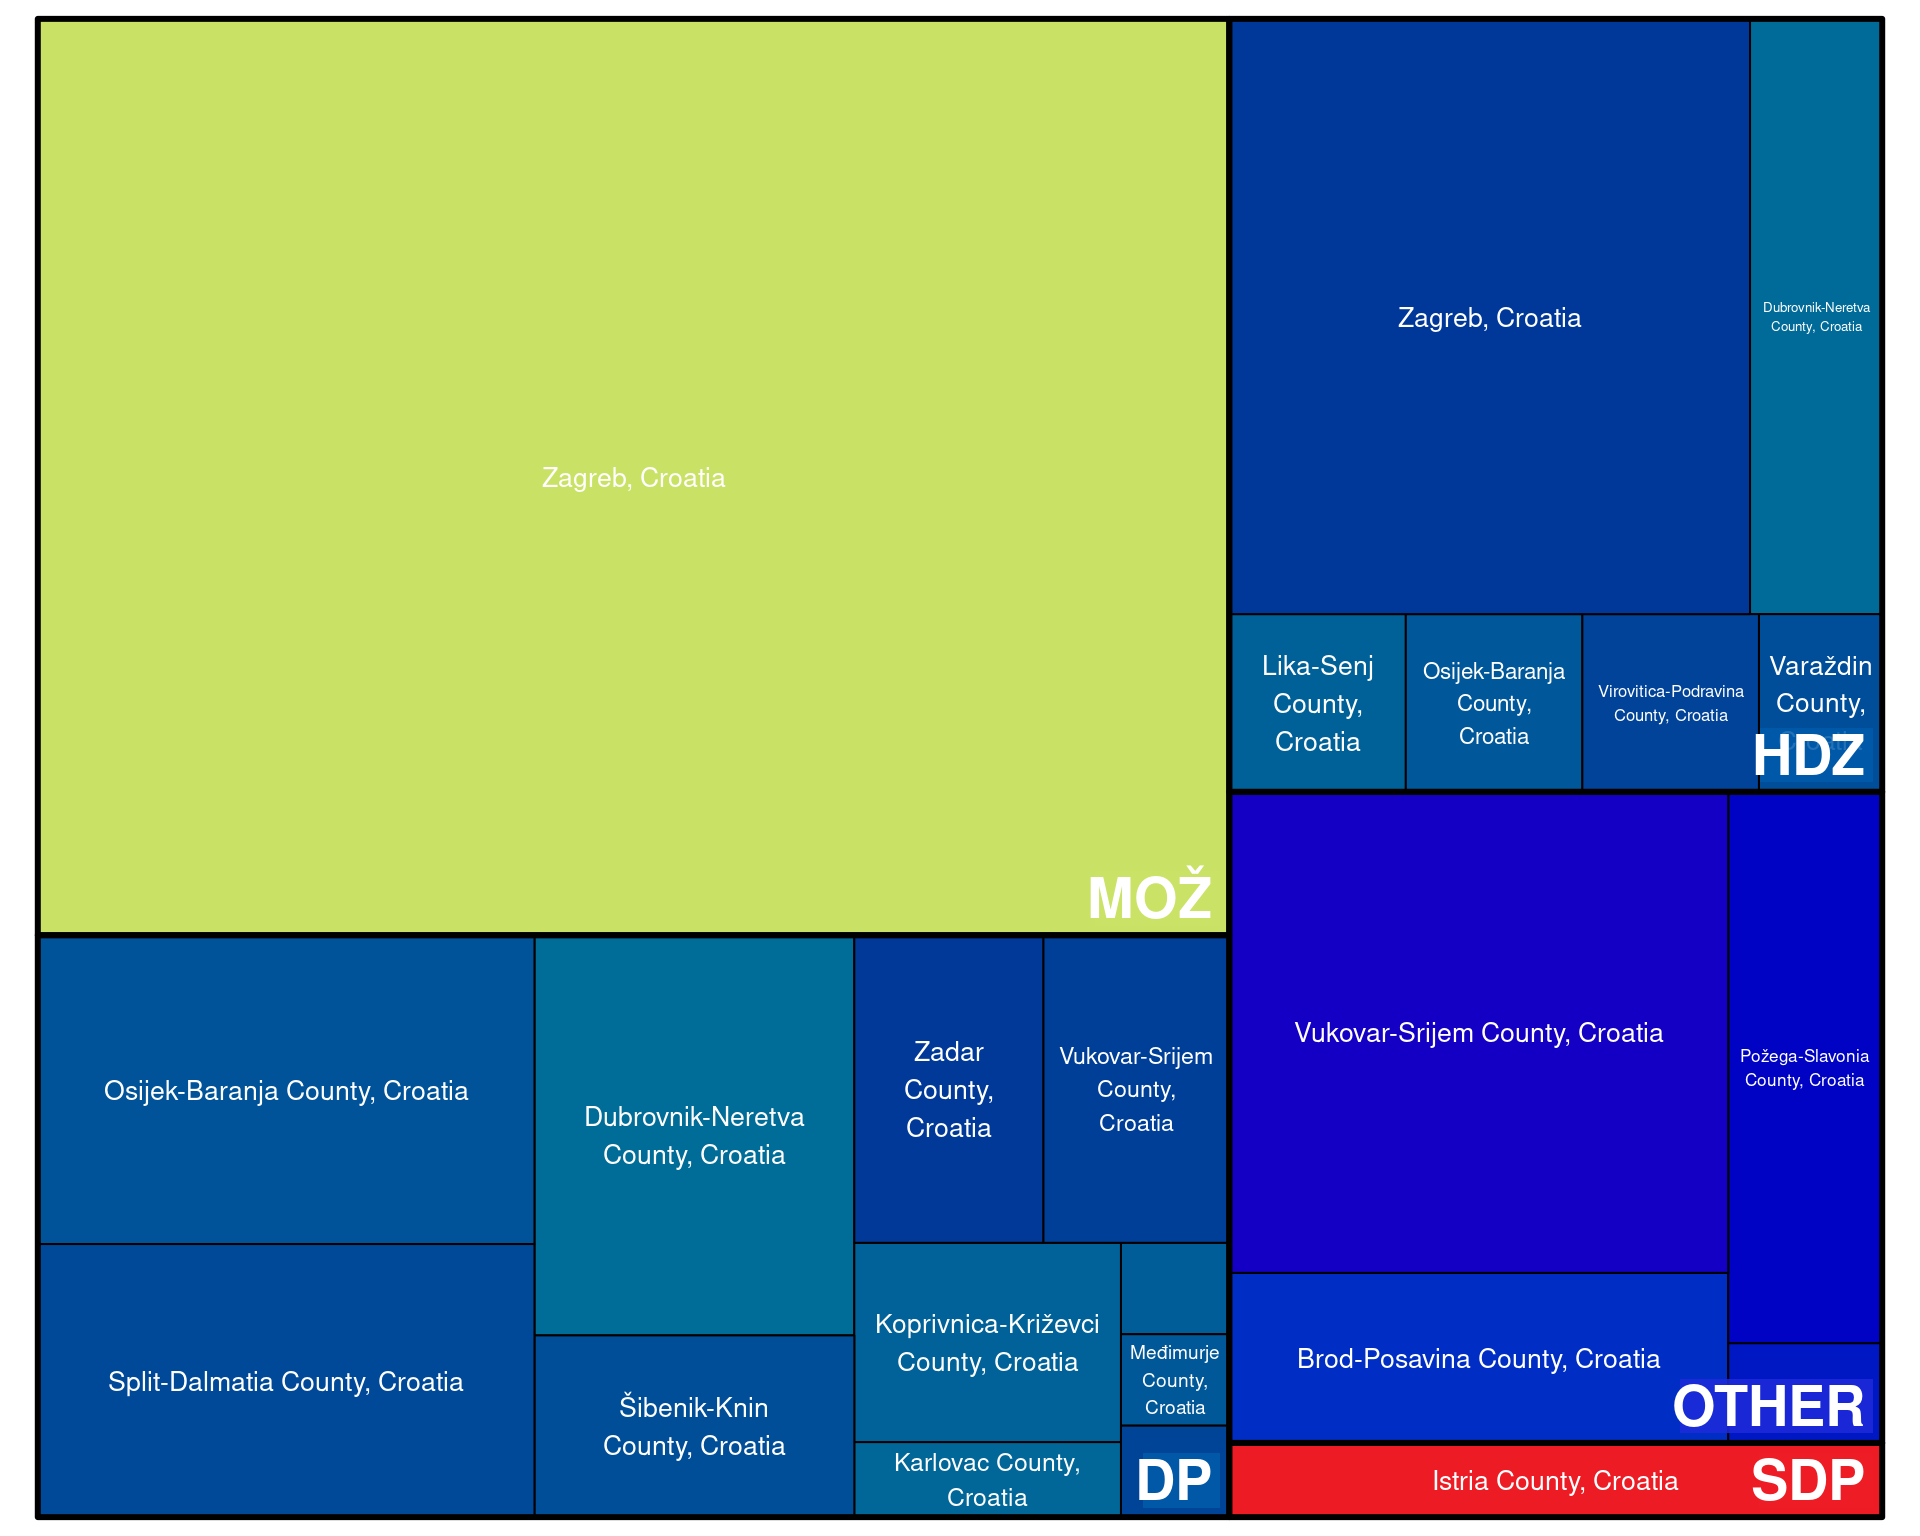 Zagreb, Croatia
MOŽ
Zagreb, Croatia
Dubrovnik-Neretva
County, Croatia
Lika-Senj
County,
Croatia
Osijek-Baranja
County,
Croatia
Virovitica-Podravina
County, Croatia
Varaždin
County,
HDZ
Osijek-Baranja County, Croatia
Split-Dalmatia County, Croatia
Dubrovnik-Neretva
County, Croatia
Šibenik-Knin
County, Croatia
Zadar
County,
Croatia
Vukovar-Srijem
County,
Croatia
Koprivnica-Križevci
County, Croatia
Karlovac County,
Croatia
Međimurje
County,
Croatia
DP
Vukovar-Srijem County, Croatia
Požega-Slavonia
County, Croatia
Brod-Posavina County, Croatia
OTHER
Istria County, Croatia
SDP